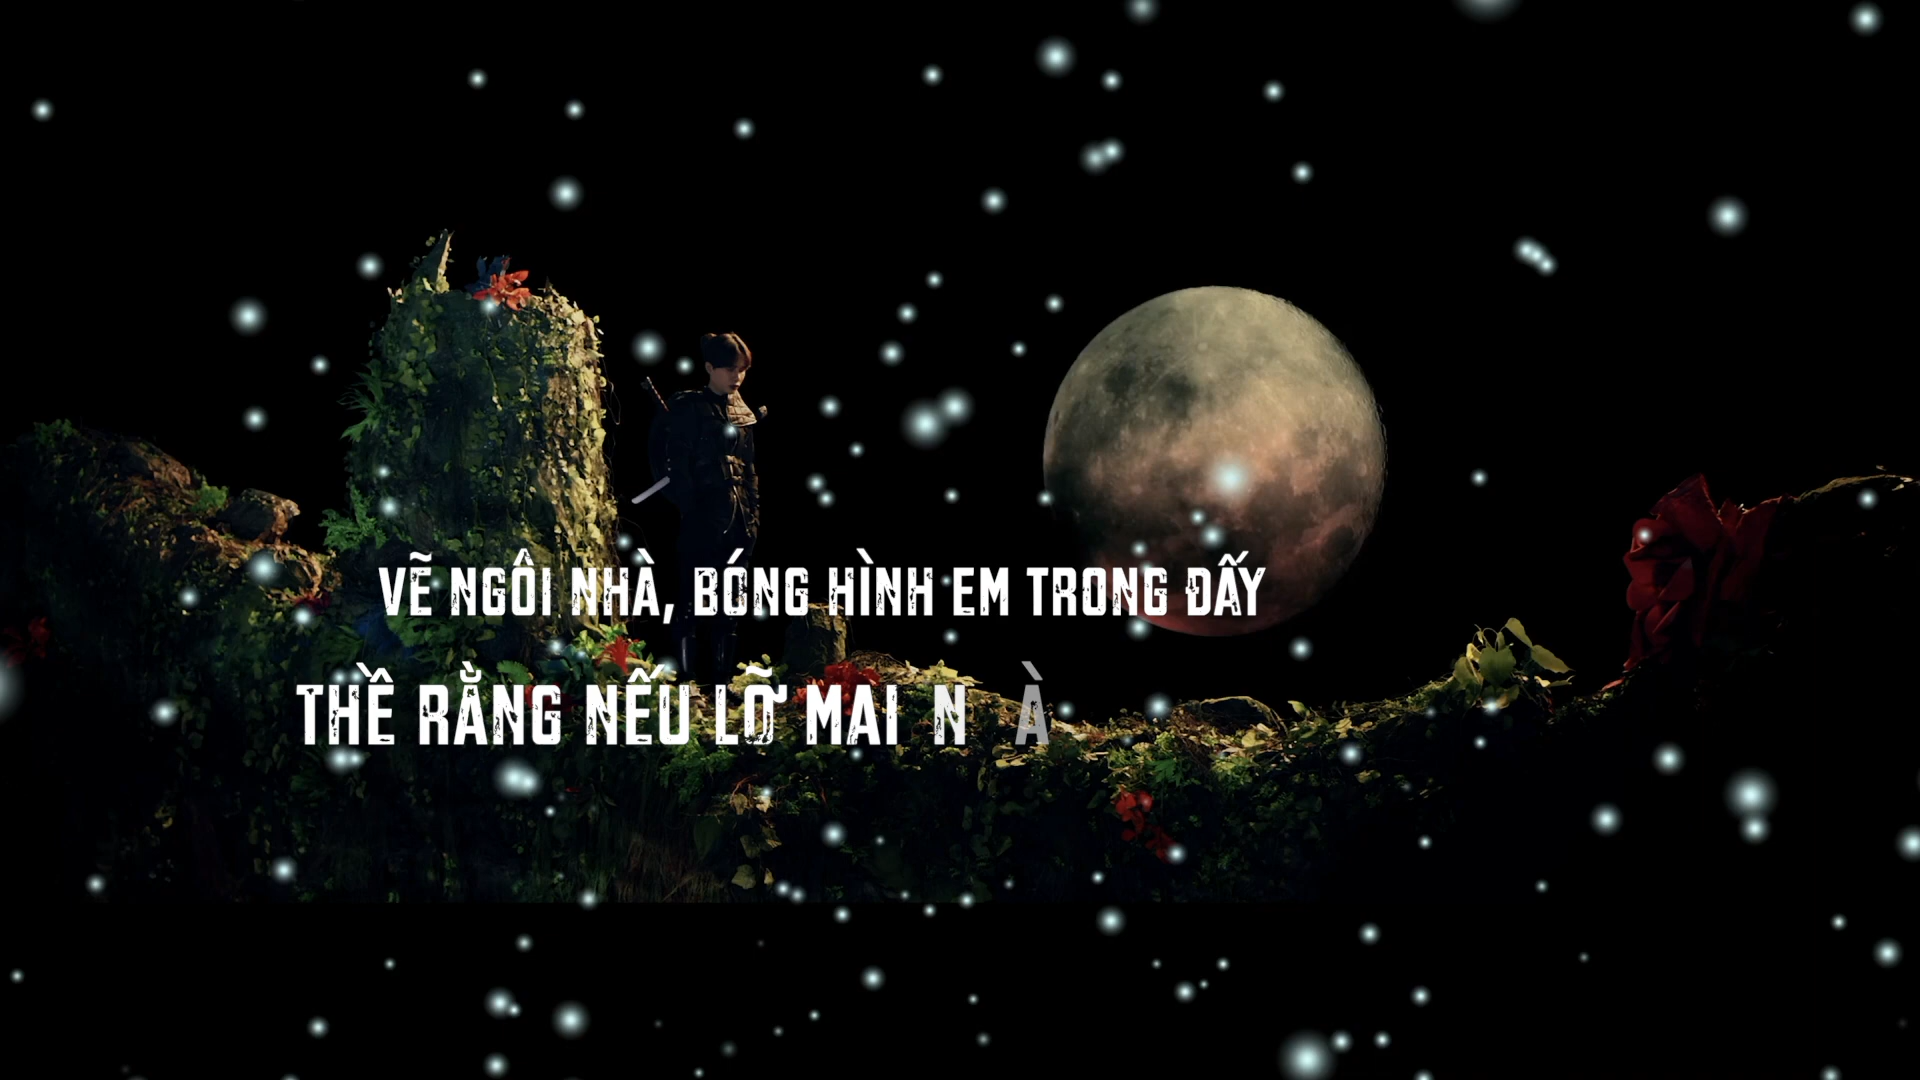 VẼ NGÔI NHÀ, BÓNG HÌNH EM TRONG ĐẤY
THỀ RẰNG NẾU LỠ MAI N À